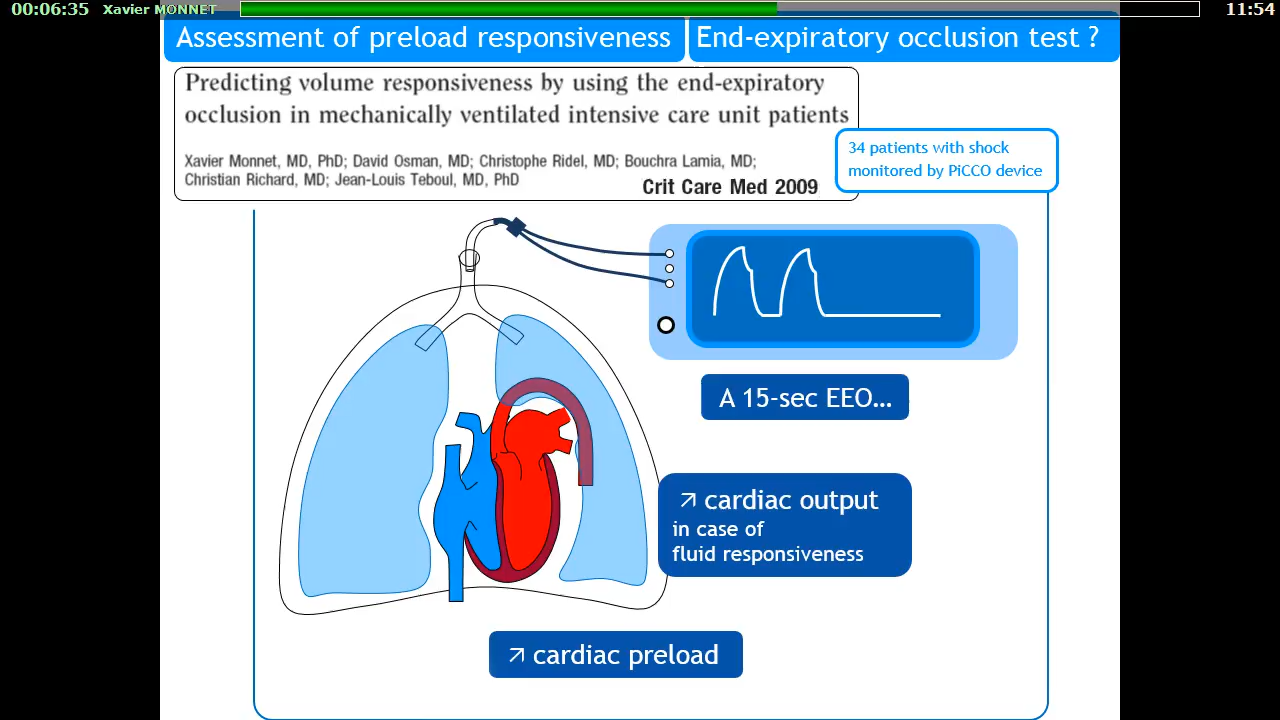 00:06:35 Xavier MONNET 11:54
Assessment of preload responsiveness End-expiratory occlusion test ?
Predicting volume responsiveness by using the end-expiratory
occlusion in mechanically ventilated intensive care unit patients
Xavier Monnet, MD, PhD; David Osman, MD; Christophe Ridel, MD; Bouchra Lamia, MD;
Christian Richard, MD; Jean-Louis Teboul, MD, PhD
Crit Care Med 2009
34 patients with shock
monitored by PiCCO device
A 15-sec EEO...
↗ cardiac output
in case of
fluid responsiveness
↗ cardiac preload